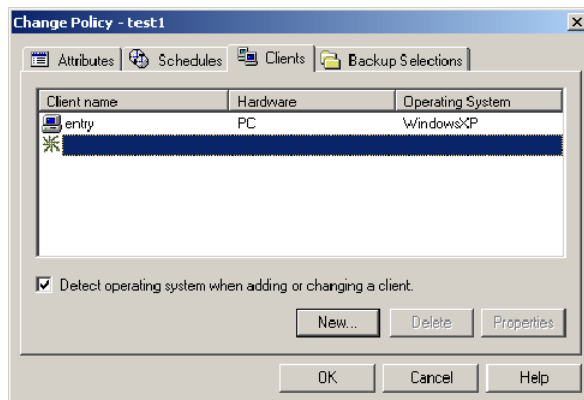 Change Policy - test1
Attributes Schedules Clients Backup Selections
Client name Hardware Operating System
entry PC WindowsXP
Detect operating system when adding or changing a client.
New... Delete Properties
OK Cancel Help